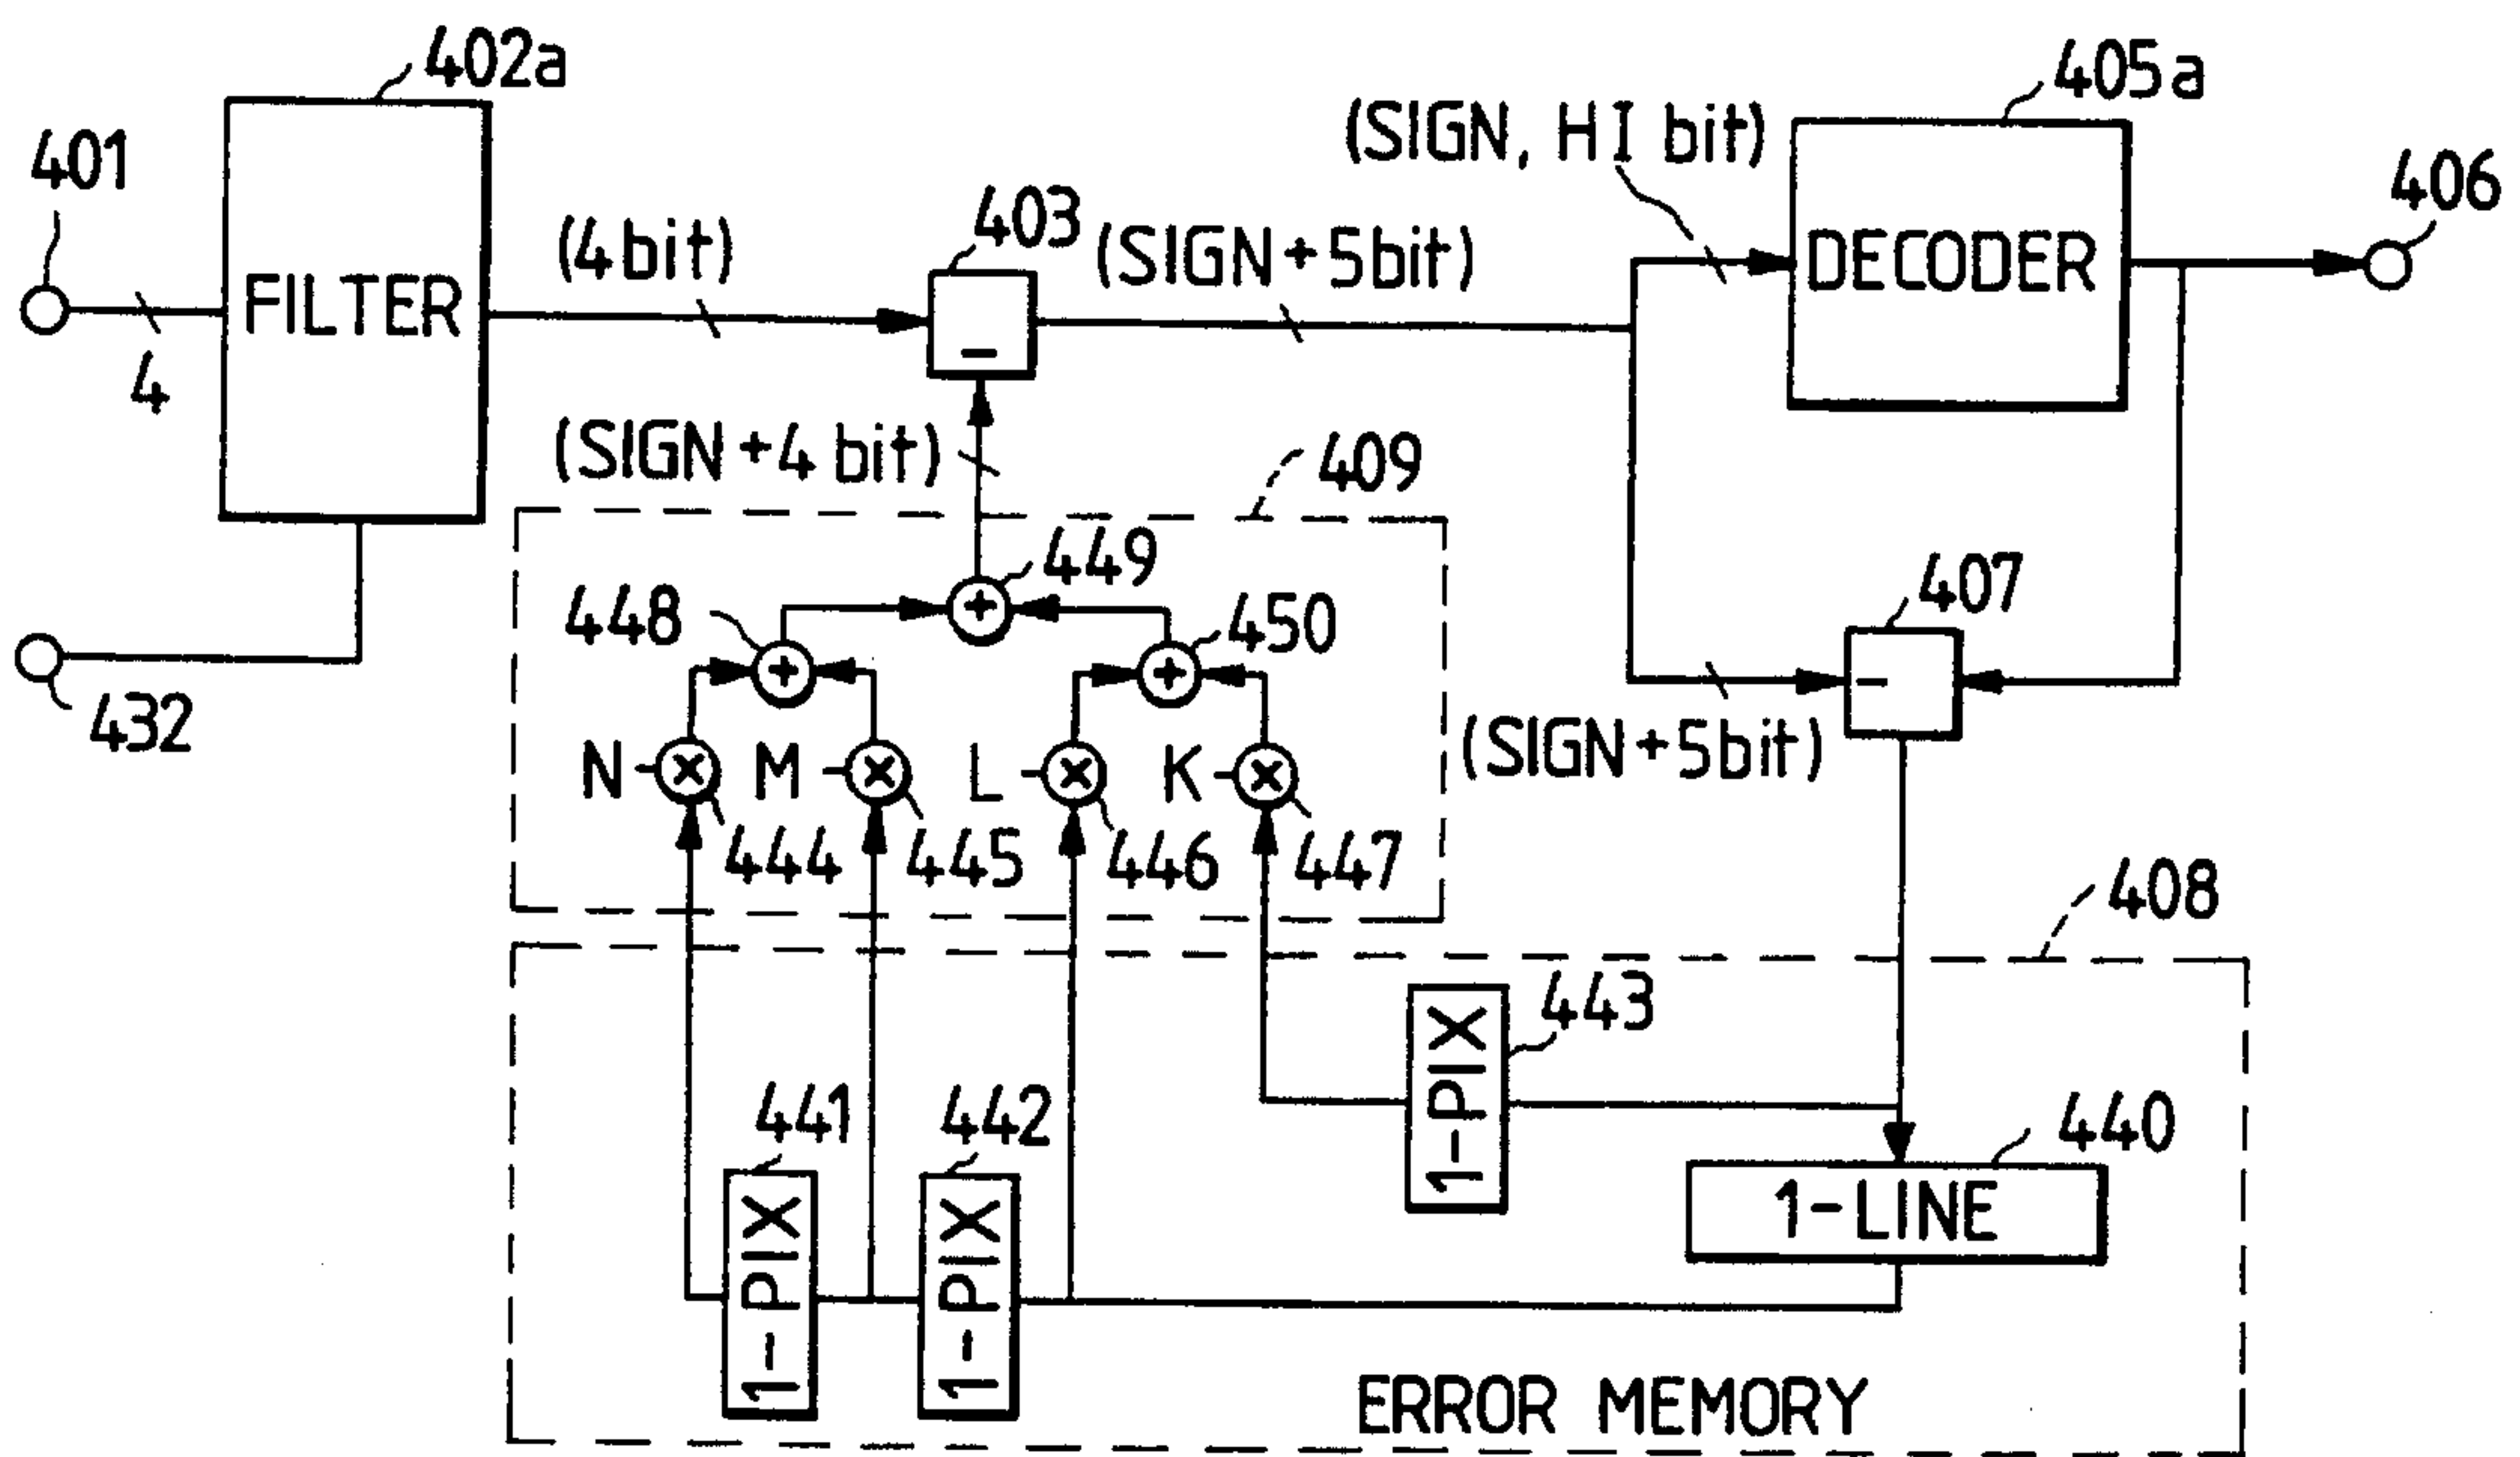 402a
405a
(SIGN, HI bit)
401
406
403
(4 bit)
(SIGN+5bit)
FILTER
DECODER
4
-
(SIGN+4 bit)
409
449
+
448
450
407
+
+
-
432
(SIGN+5bit)
N
×
M
×
L
×
K
×
444
445
446
447
408
443
1-PIX
441
442
440
1-PIX
1-PIX
1-LINE
ERROR MEMORY